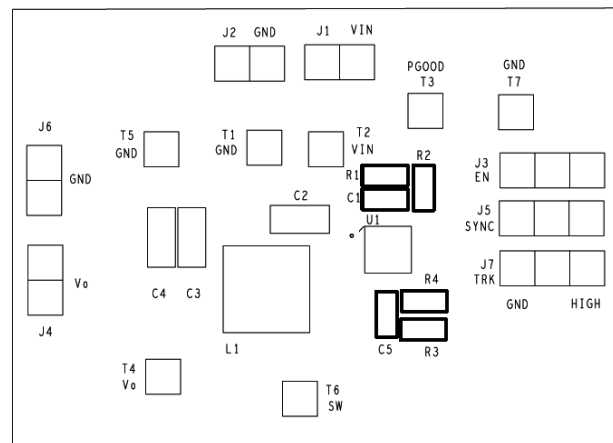 J2 GND J1 VIN
PGOOD GND
T3 T7
J6
T5 T1 T2
GND GND VIN
R1 R2 J3
EN
GND
C1
C2 J5
U1 SYNC
J7
TRK
Vo R4
C4 C3 GND HIGH
J4 L1 C5 R3
T4
Vo
T6
SW